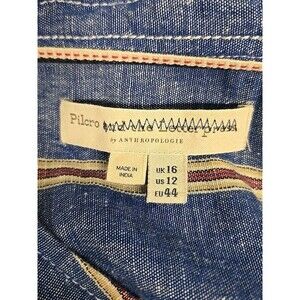 Pilcro and the Letterpress
by ANTHROPOLOGIE
MADE IN
INDIA
UK 16
US 12
EU 44